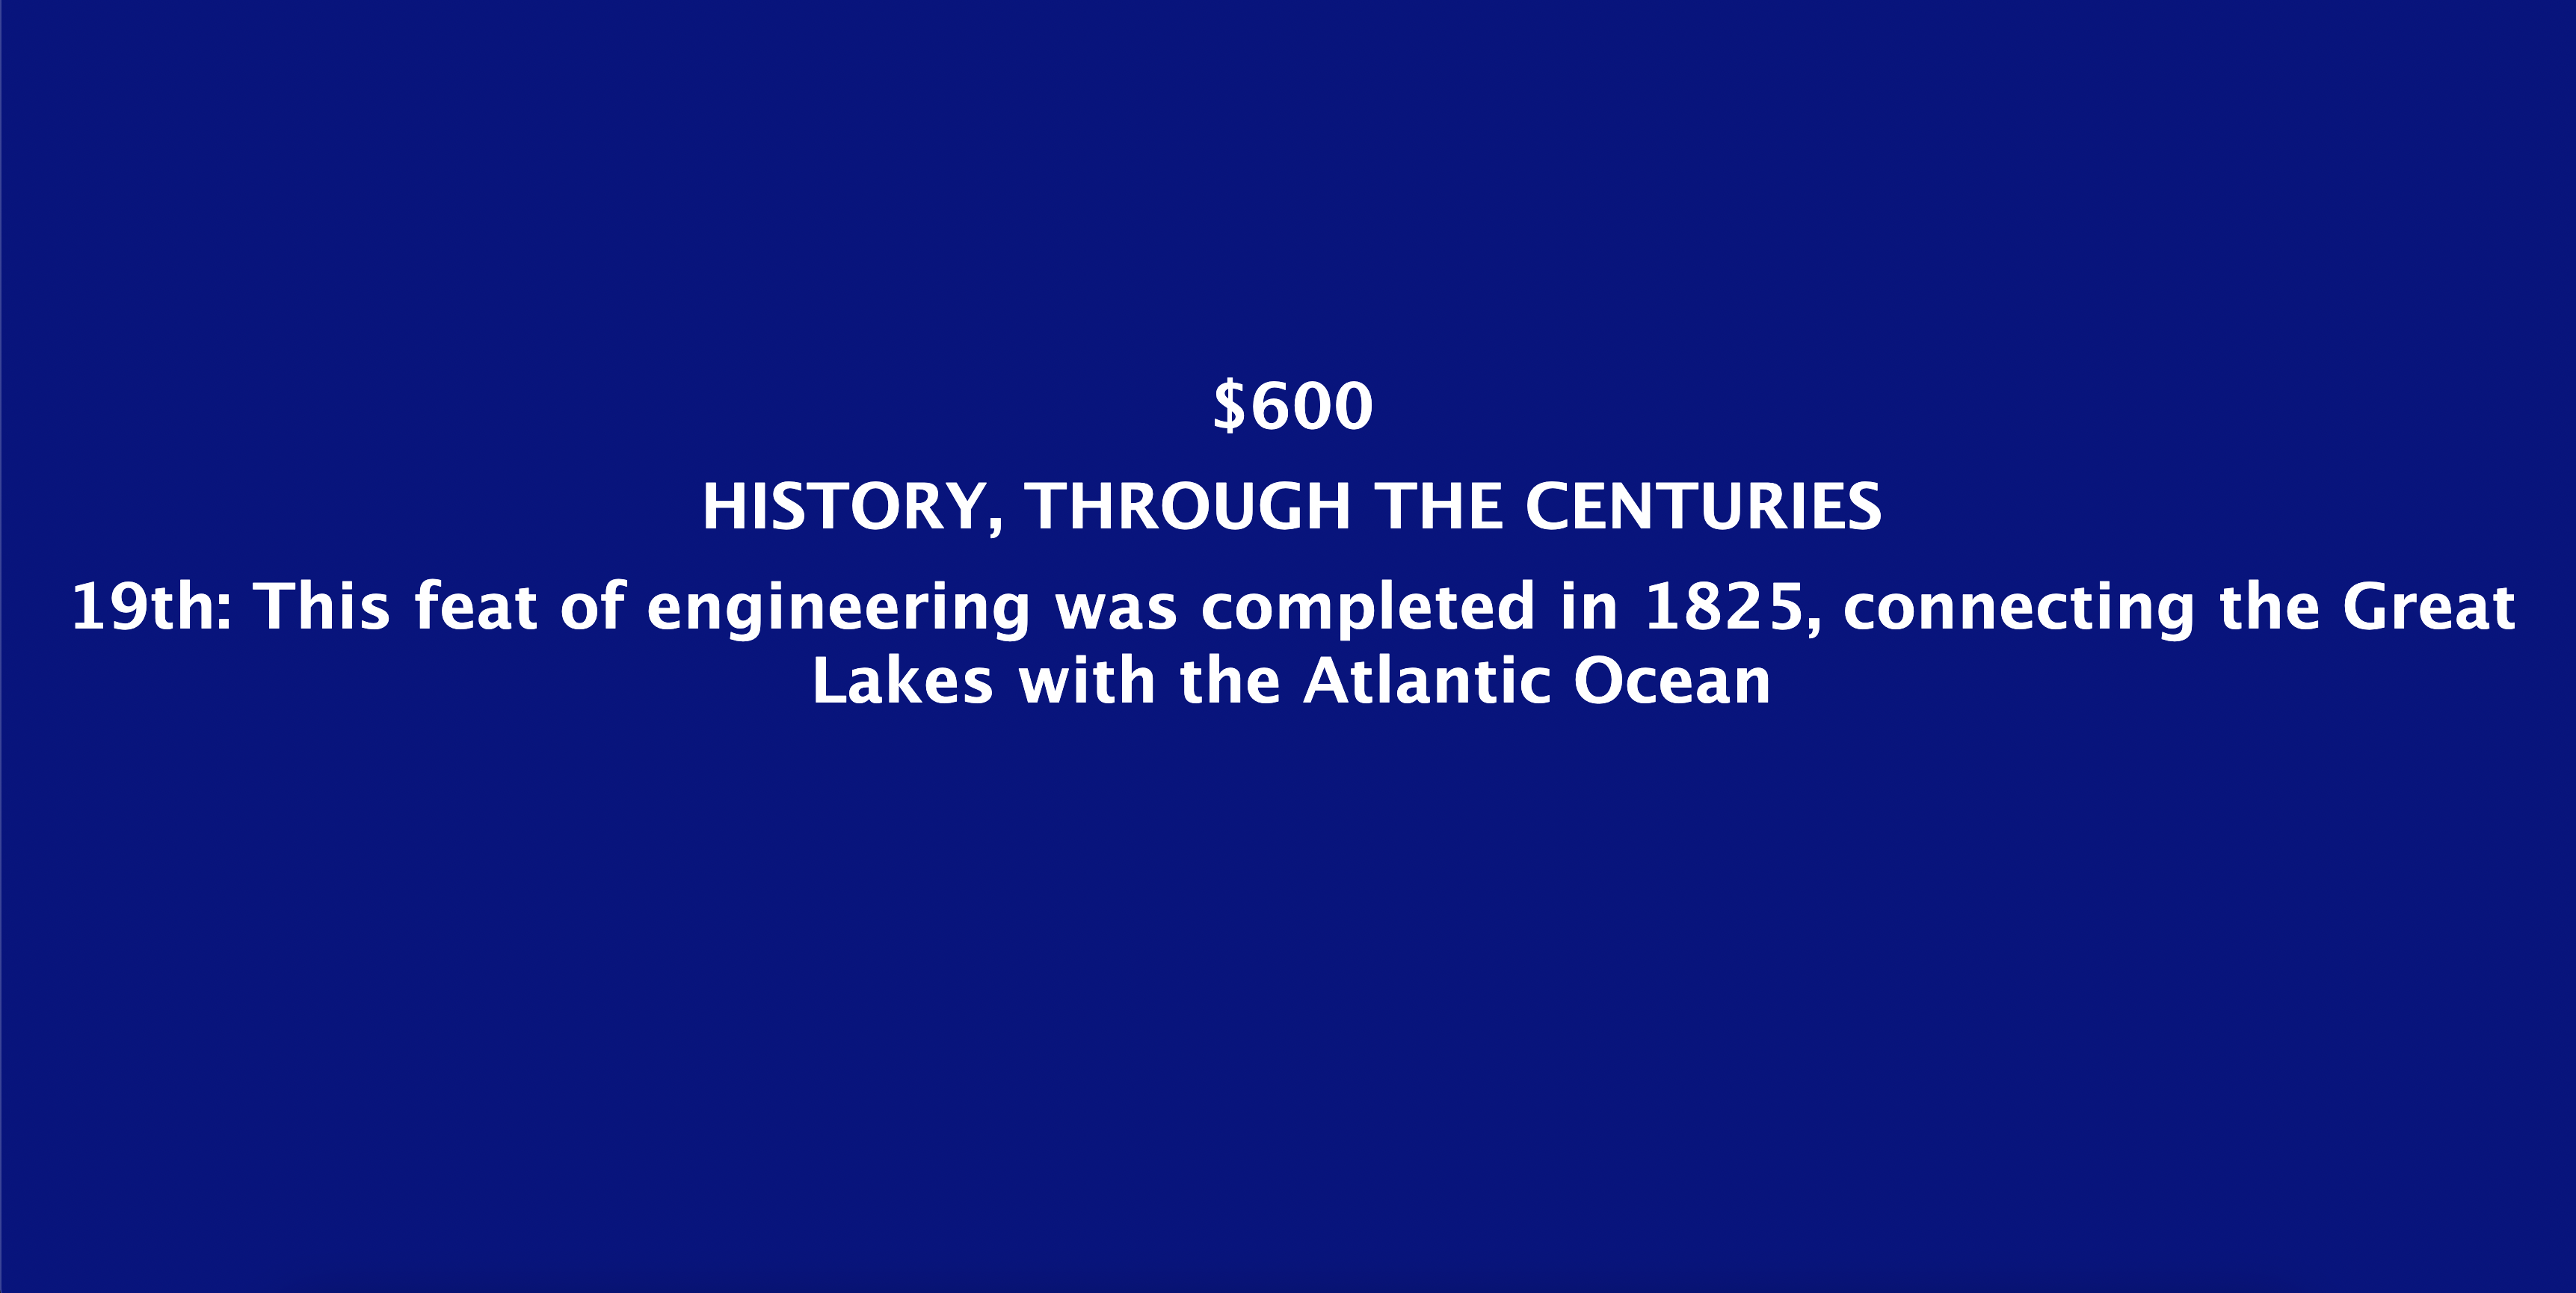 $600
HISTORY, THROUGH THE CENTURIES
19th: This feat of engineering was completed in 1825, connecting the Great
Lakes with the Atlantic Ocean